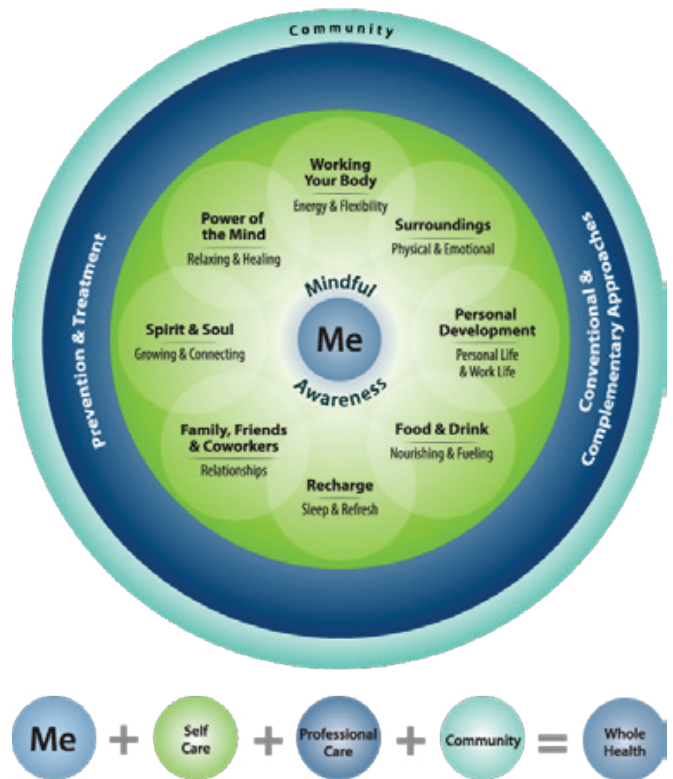 Community
Prevention & Treatment
Conventional &
Complementary Approaches
Working
Your Body
Energy & Flexibility
Surroundings
Physical & Emotional
Personal
Development
Personal Life
& Work Life
Food & Drink
Nourishing & Fueling
Recharge
Sleep & Refresh
Family, Friends
& Coworkers
Relationships
Spirit & Soul
Growing & Connecting
Power of
the Mind
Relaxing & Healing
Mindful
Me
Awareness
Me
+
Self
Care
+
Professional
Care
+
Community
=
Whole
Health